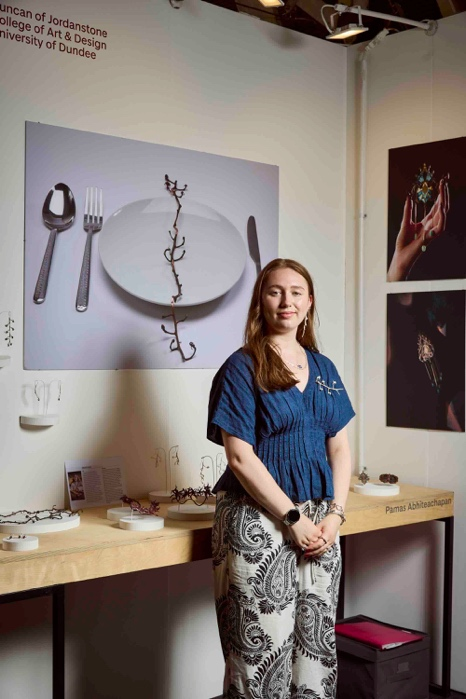 uncan of Jordanstone
ollege of Art & Design
niversity of Dundee
Pamas Abhiteachapan